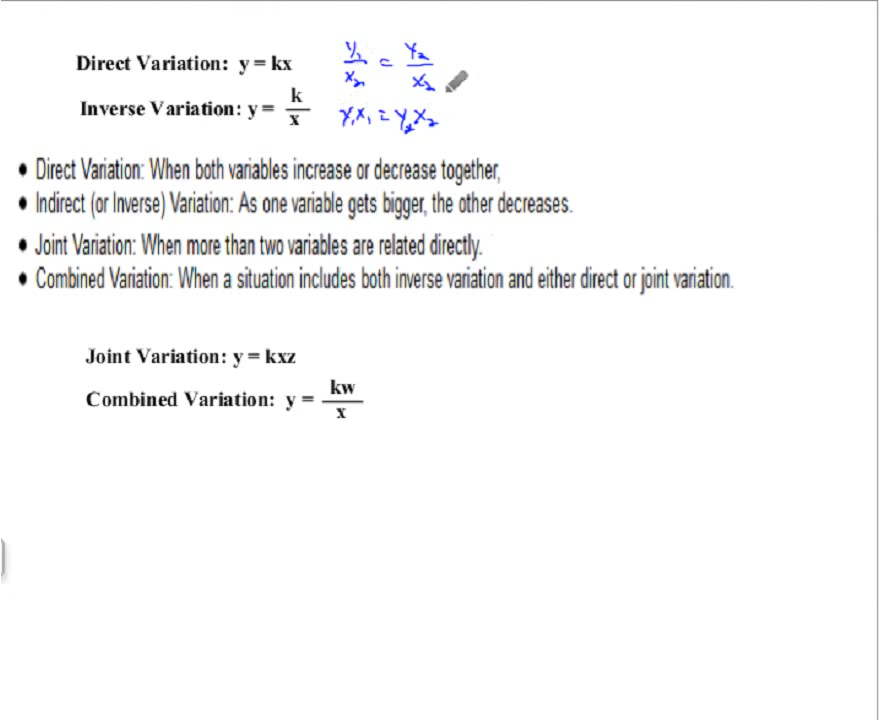 Direct Variation: y = kx y₁/x₂ = y₂/x₂
Inverse Variation: y = k/x y₁x₁ = y₂x₂
• Direct Variation: When both variables increase or decrease together,
• Indirect (or Inverse) Variation: As one variable gets bigger, the other decreases.
• Joint Variation: When more than two variables are related directly.
• Combined Variation: When a situation includes both inverse variation and either direct or joint variation.
Joint Variation: y = kxz
Combined Variation: y = kw/x